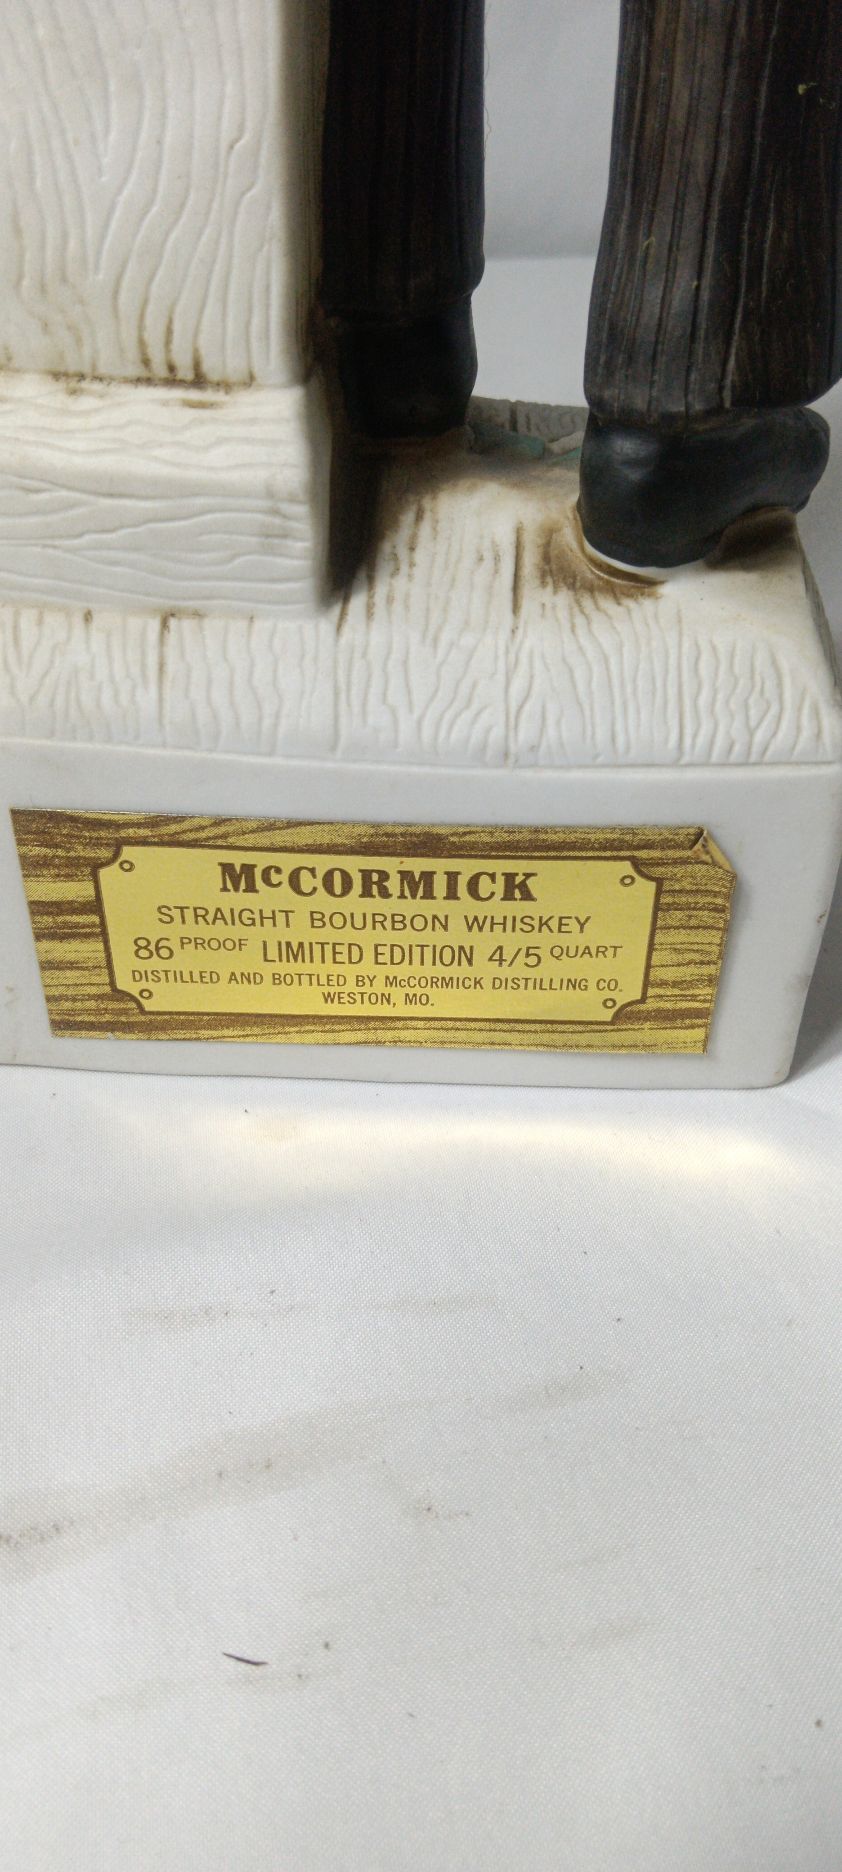 McCORMICK
STRAIGHT BOURBON WHISKEY
86 PROOF LIMITED EDITION 4/5 QUART
DISTILLED AND BOTTLED BY McCORMICK DISTILLING CO.
WESTON, MO.